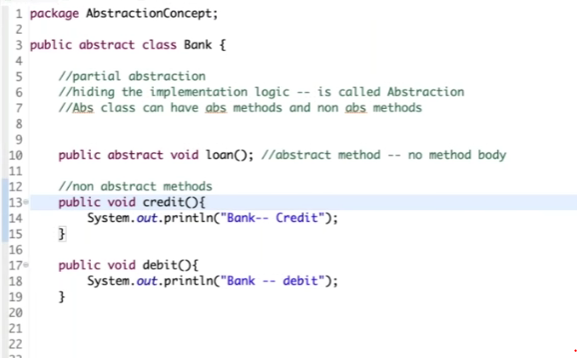 1 package AbstractionConcept;
2
3 public abstract class Bank {
4
5 //partial abstraction
6 //hiding the implementation logic -- is called Abstraction
7 //Abs class can have abs methods and non abs methods
8
9
10 public abstract void loan(); //abstract method -- no method body
11
12 //non abstract methods
13 public void credit(){
14 System.out.println("Bank-- Credit");
15 }
16
17 public void debit(){
18 System.out.println("Bank -- debit");
19 }
20
21
22